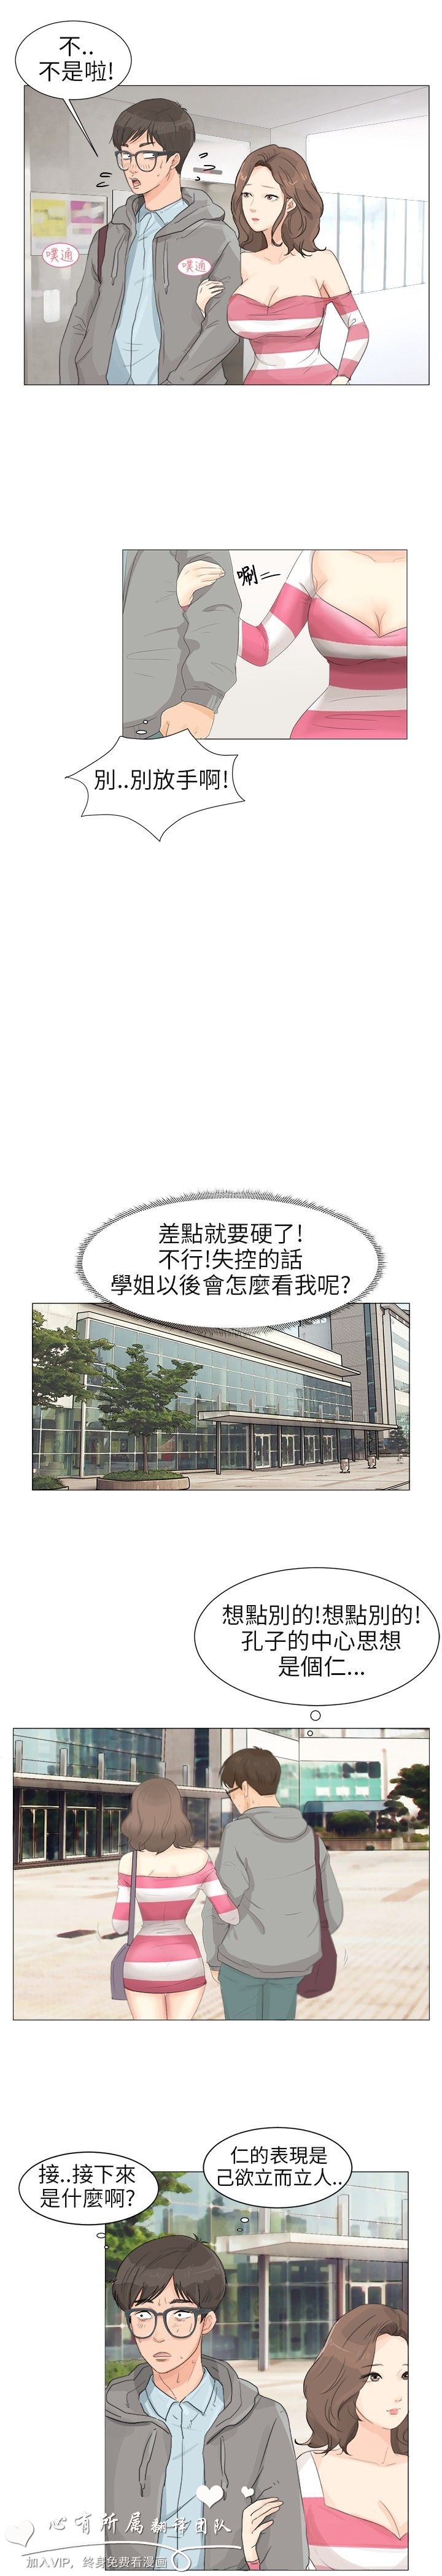 不..
不是啦!
噗通
噗通
唰
別..別放手啊!
差點就要硬了!
不行!失控的話
學姐以後會怎麼看我呢?
想點別的!想點別的!
孔子的中心思想
是個仁...
仁的表現是
己欲立而立人..
接..接下來
是什麼啊?
心有所属翻译团队
加入VIP，终身免费看漫画